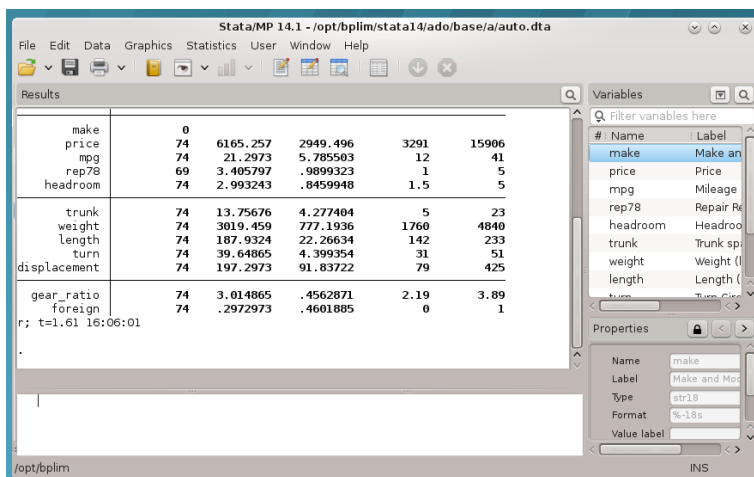 Stata/MP 14.1 - /opt/bplim/stata14/ado/base/a/auto.dta
File Edit Data Graphics Statistics User Window Help
Results
make 0
price 74 6165.257 2949.496 3291 15906
mpg 74 21.2973 5.785503 12 41
rep78 69 3.405797 .9899323 1 5
headroom 74 2.993243 .8459948 1.5 5
trunk 74 13.75676 4.277404 5 23
weight 74 3019.459 777.1936 1760 4840
length 74 187.9324 22.26634 142 233
turn 74 39.64865 4.399354 31 51
displacement 74 197.2973 91.83722 79 425
gear_ratio 74 3.014865 .4562871 2.19 3.89
foreign 74 .2972973 .4601885 0 1
r; t=1.61 16:06:01
.
Variables
Filter variables here
# Name Label
make Make an
price Price
mpg Mileage
rep78 Repair Re
headroom Headroo
trunk Trunk sp
weight Weight (l
length Length (
turn Turn Circ
Properties
Name make
Label Make and Mod
Type str18
Format %-18s
Value label
/opt/bplim
INS